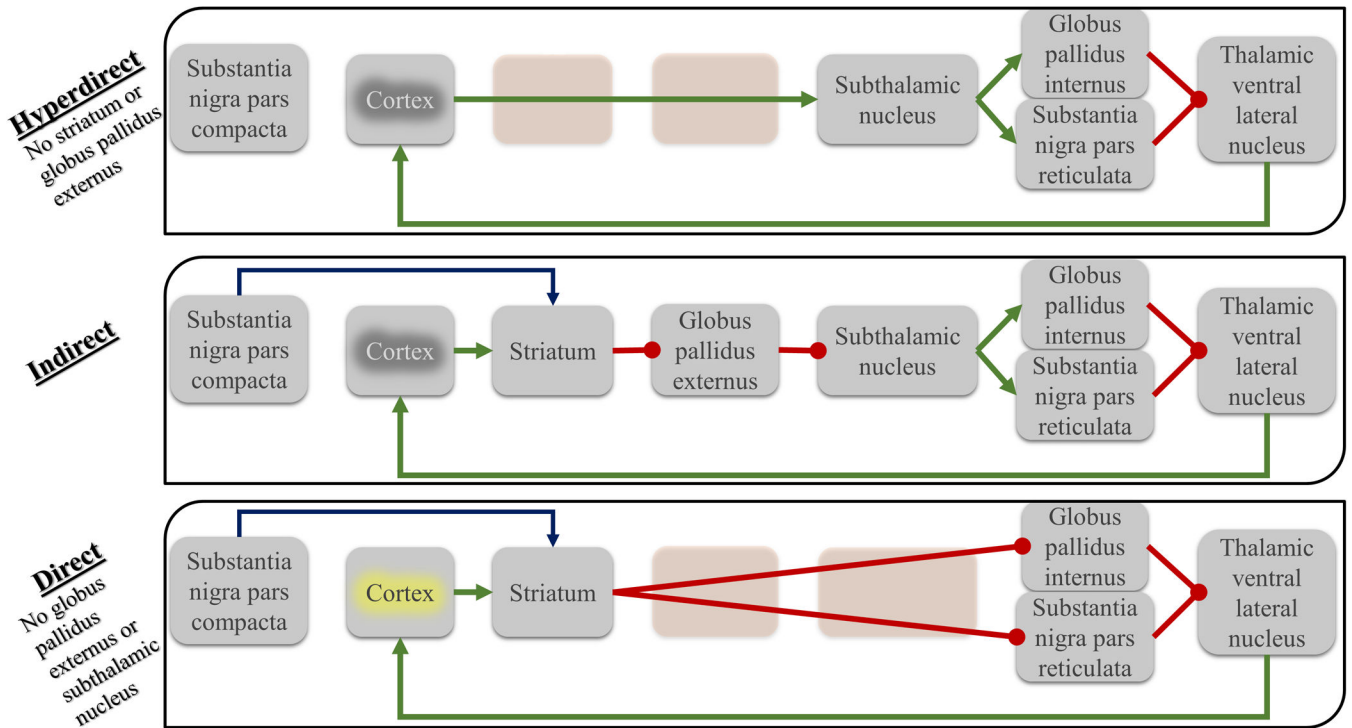 Hyperdirect
No striatum or
globus pallidus
externus
Substantia
nigra pars
compacta
Cortex
Subthalamic
nucleus
Globus
pallidus
internus
Substantia
nigra pars
reticulata
Thalamic
ventral
lateral
nucleus
Indirect
Substantia
nigra pars
compacta
Cortex
Striatum
Globus
pallidus
externus
Subthalamic
nucleus
Globus
pallidus
internus
Substantia
nigra pars
reticulata
Thalamic
ventral
lateral
nucleus
Direct
No globus
pallidus
externus or
subthalamic
nucleus
Substantia
nigra pars
compacta
Cortex
Striatum
Globus
pallidus
internus
Substantia
nigra pars
reticulata
Thalamic
ventral
lateral
nucleus